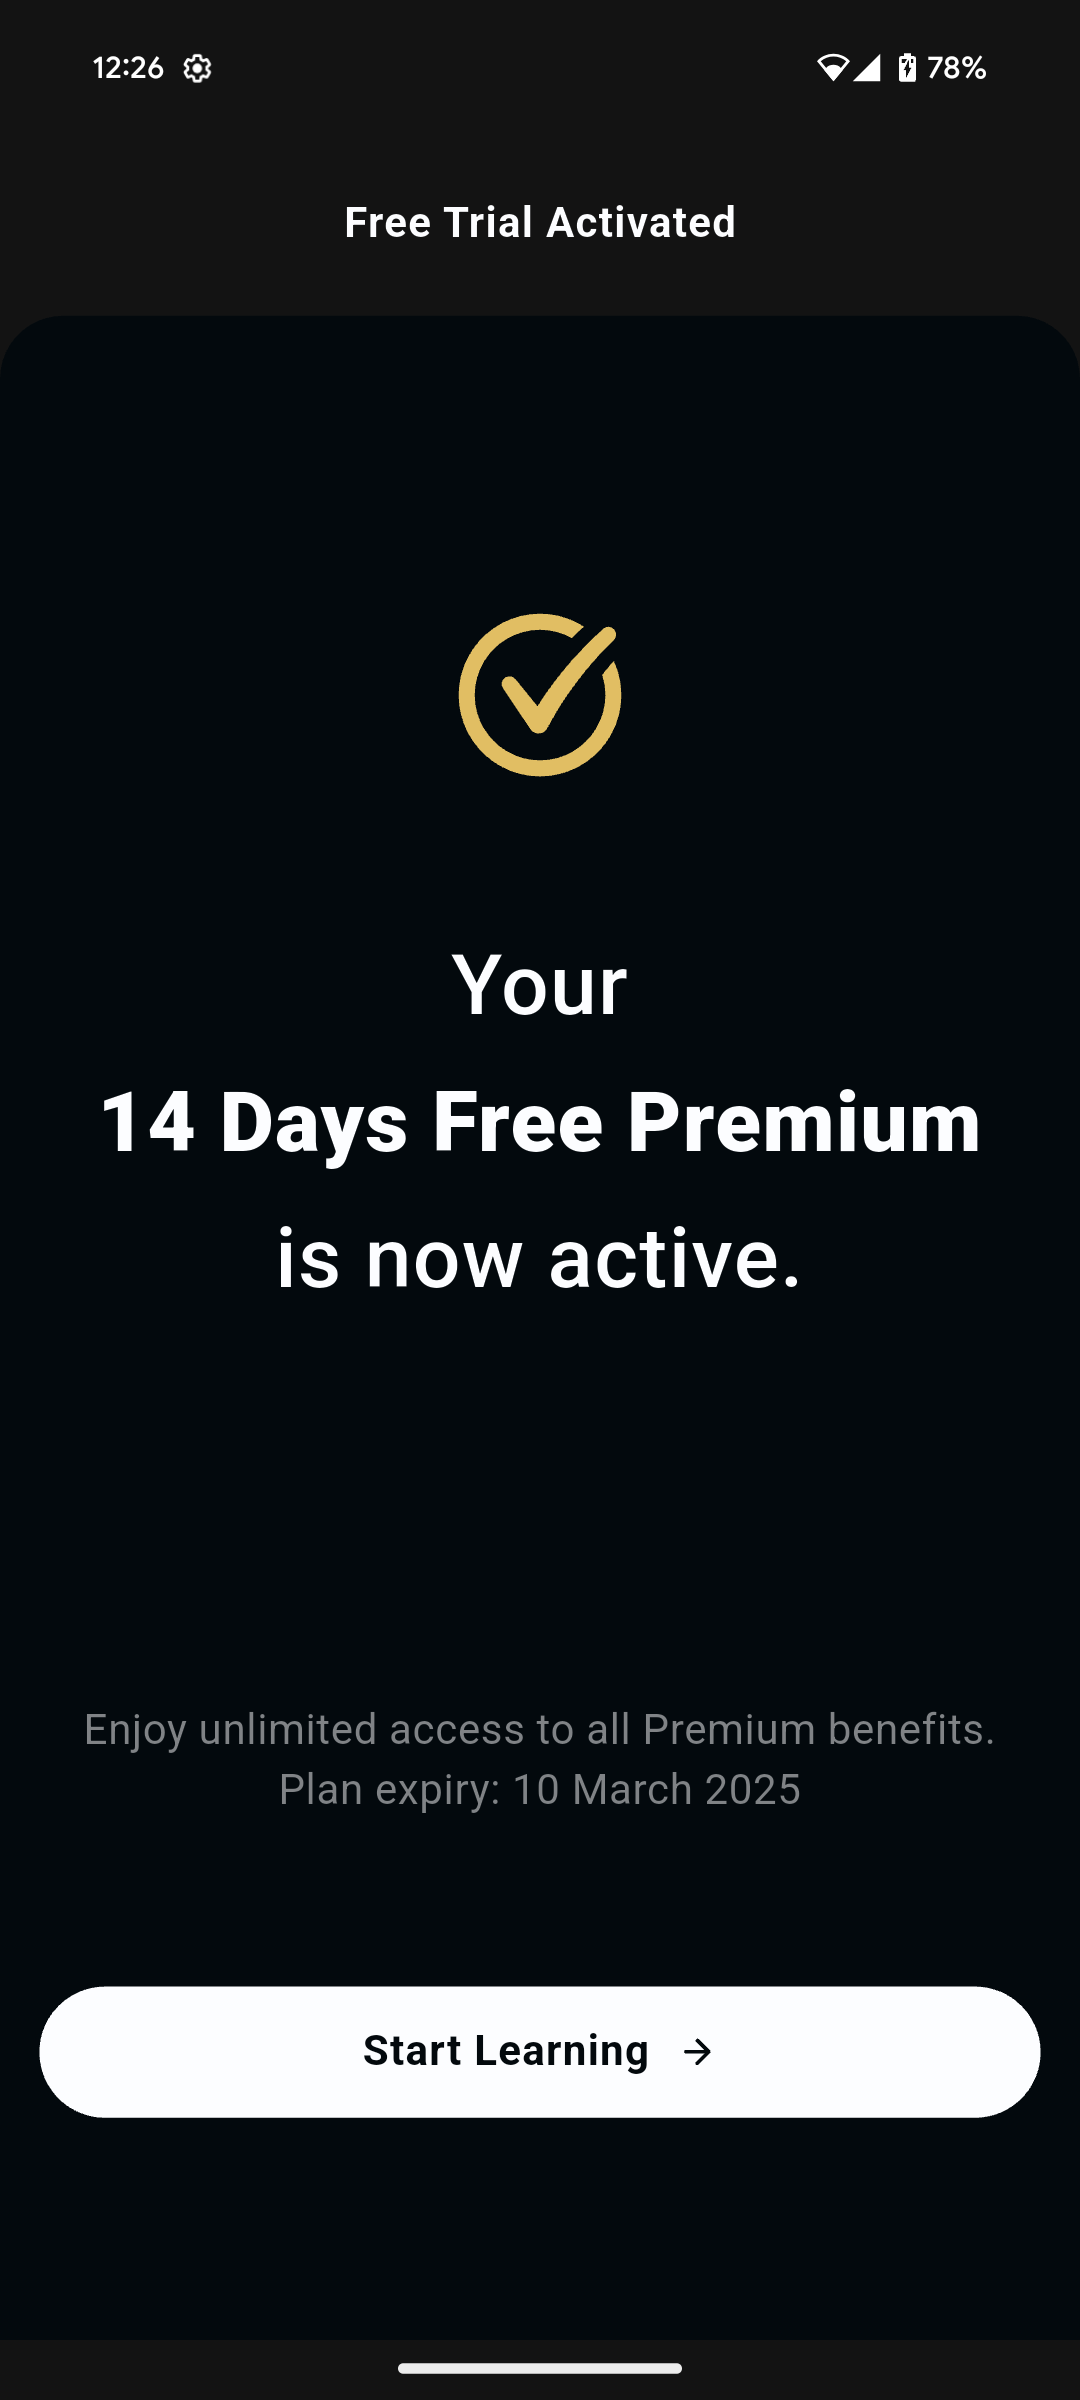 12:26 78%
Free Trial Activated
Your
14 Days Free Premium
is now active.
Enjoy unlimited access to all Premium benefits.
Plan expiry: 10 March 2025
Start Learning →